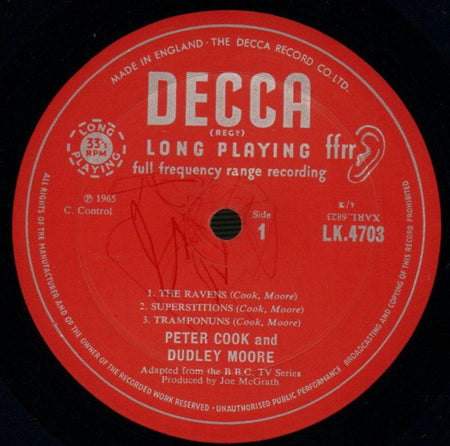 MADE IN ENGLAND · THE DECCA RECORD CO. LTD.
DECCA
(REGD)
LONG PLAYING ffrr
full frequency range recording
LONG PLAYING
33⅓
RPM
℗ 1965
C. Control
Side
1
XARL.6823
LK.4703
1. THE RAVENS (Cook, Moore)
2. SUPERSTITIONS (Cook, Moore)
3. TRAMPONUNS (Cook, Moore)
PETER COOK and
DUDLEY MOORE
Adapted from the B.B.C. TV Series
Produced by Joe McGrath
ALL RIGHTS OF THE MANUFACTURER AND OF THE OWNER OF THE RECORDED WORK RESERVED · UNAUTHORISED PUBLIC PERFORMANCE BROADCASTING AND COPYING OF THIS RECORD PROHIBITED